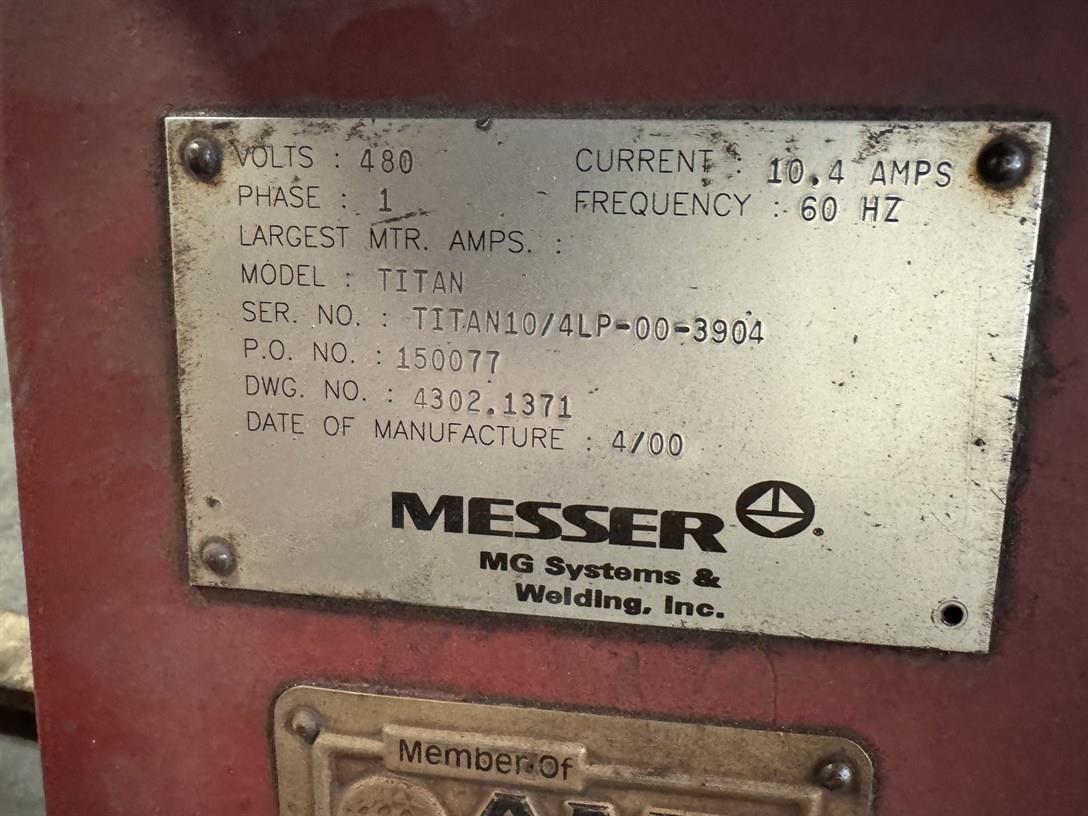 VOLTS : 480 CURRENT : 10.4 AMPS
PHASE : 1 FREQUENCY : 60 HZ
LARGEST MTR. AMPS. :
MODEL : TITAN
SER. NO. : TITAN10/4LP-00-3904
P.O. NO. : 150077
DWG. NO. : 4302.1371
DATE OF MANUFACTURE : 4/00
MESSER
MG Systems &
Welding, Inc.
Member Of